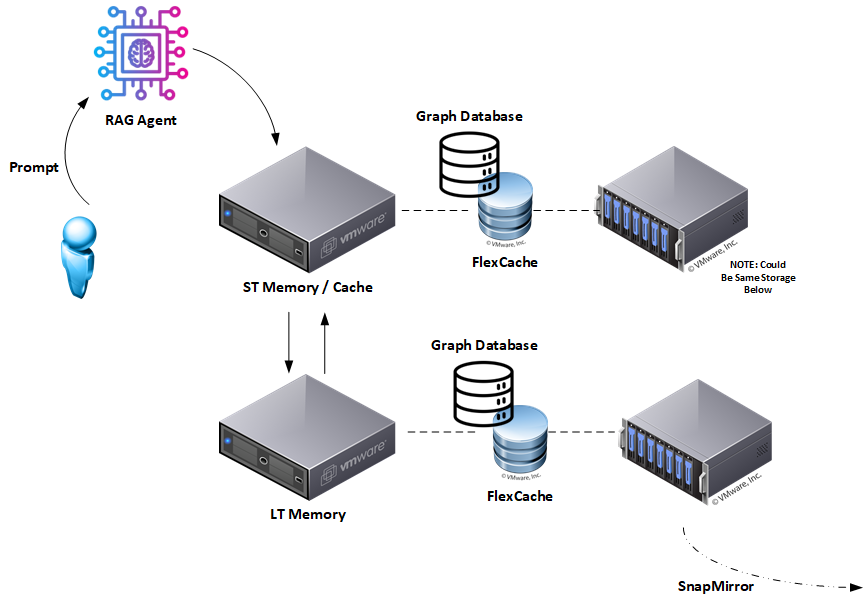 RAG Agent
Prompt
Graph Database
vmware
© VMware, Inc.
FlexCache
© VMware, Inc.
NOTE: Could
Be Same Storage
Below
ST Memory / Cache
Graph Database
vmware
© VMware, Inc.
FlexCache
© VMware, Inc.
LT Memory
SnapMirror